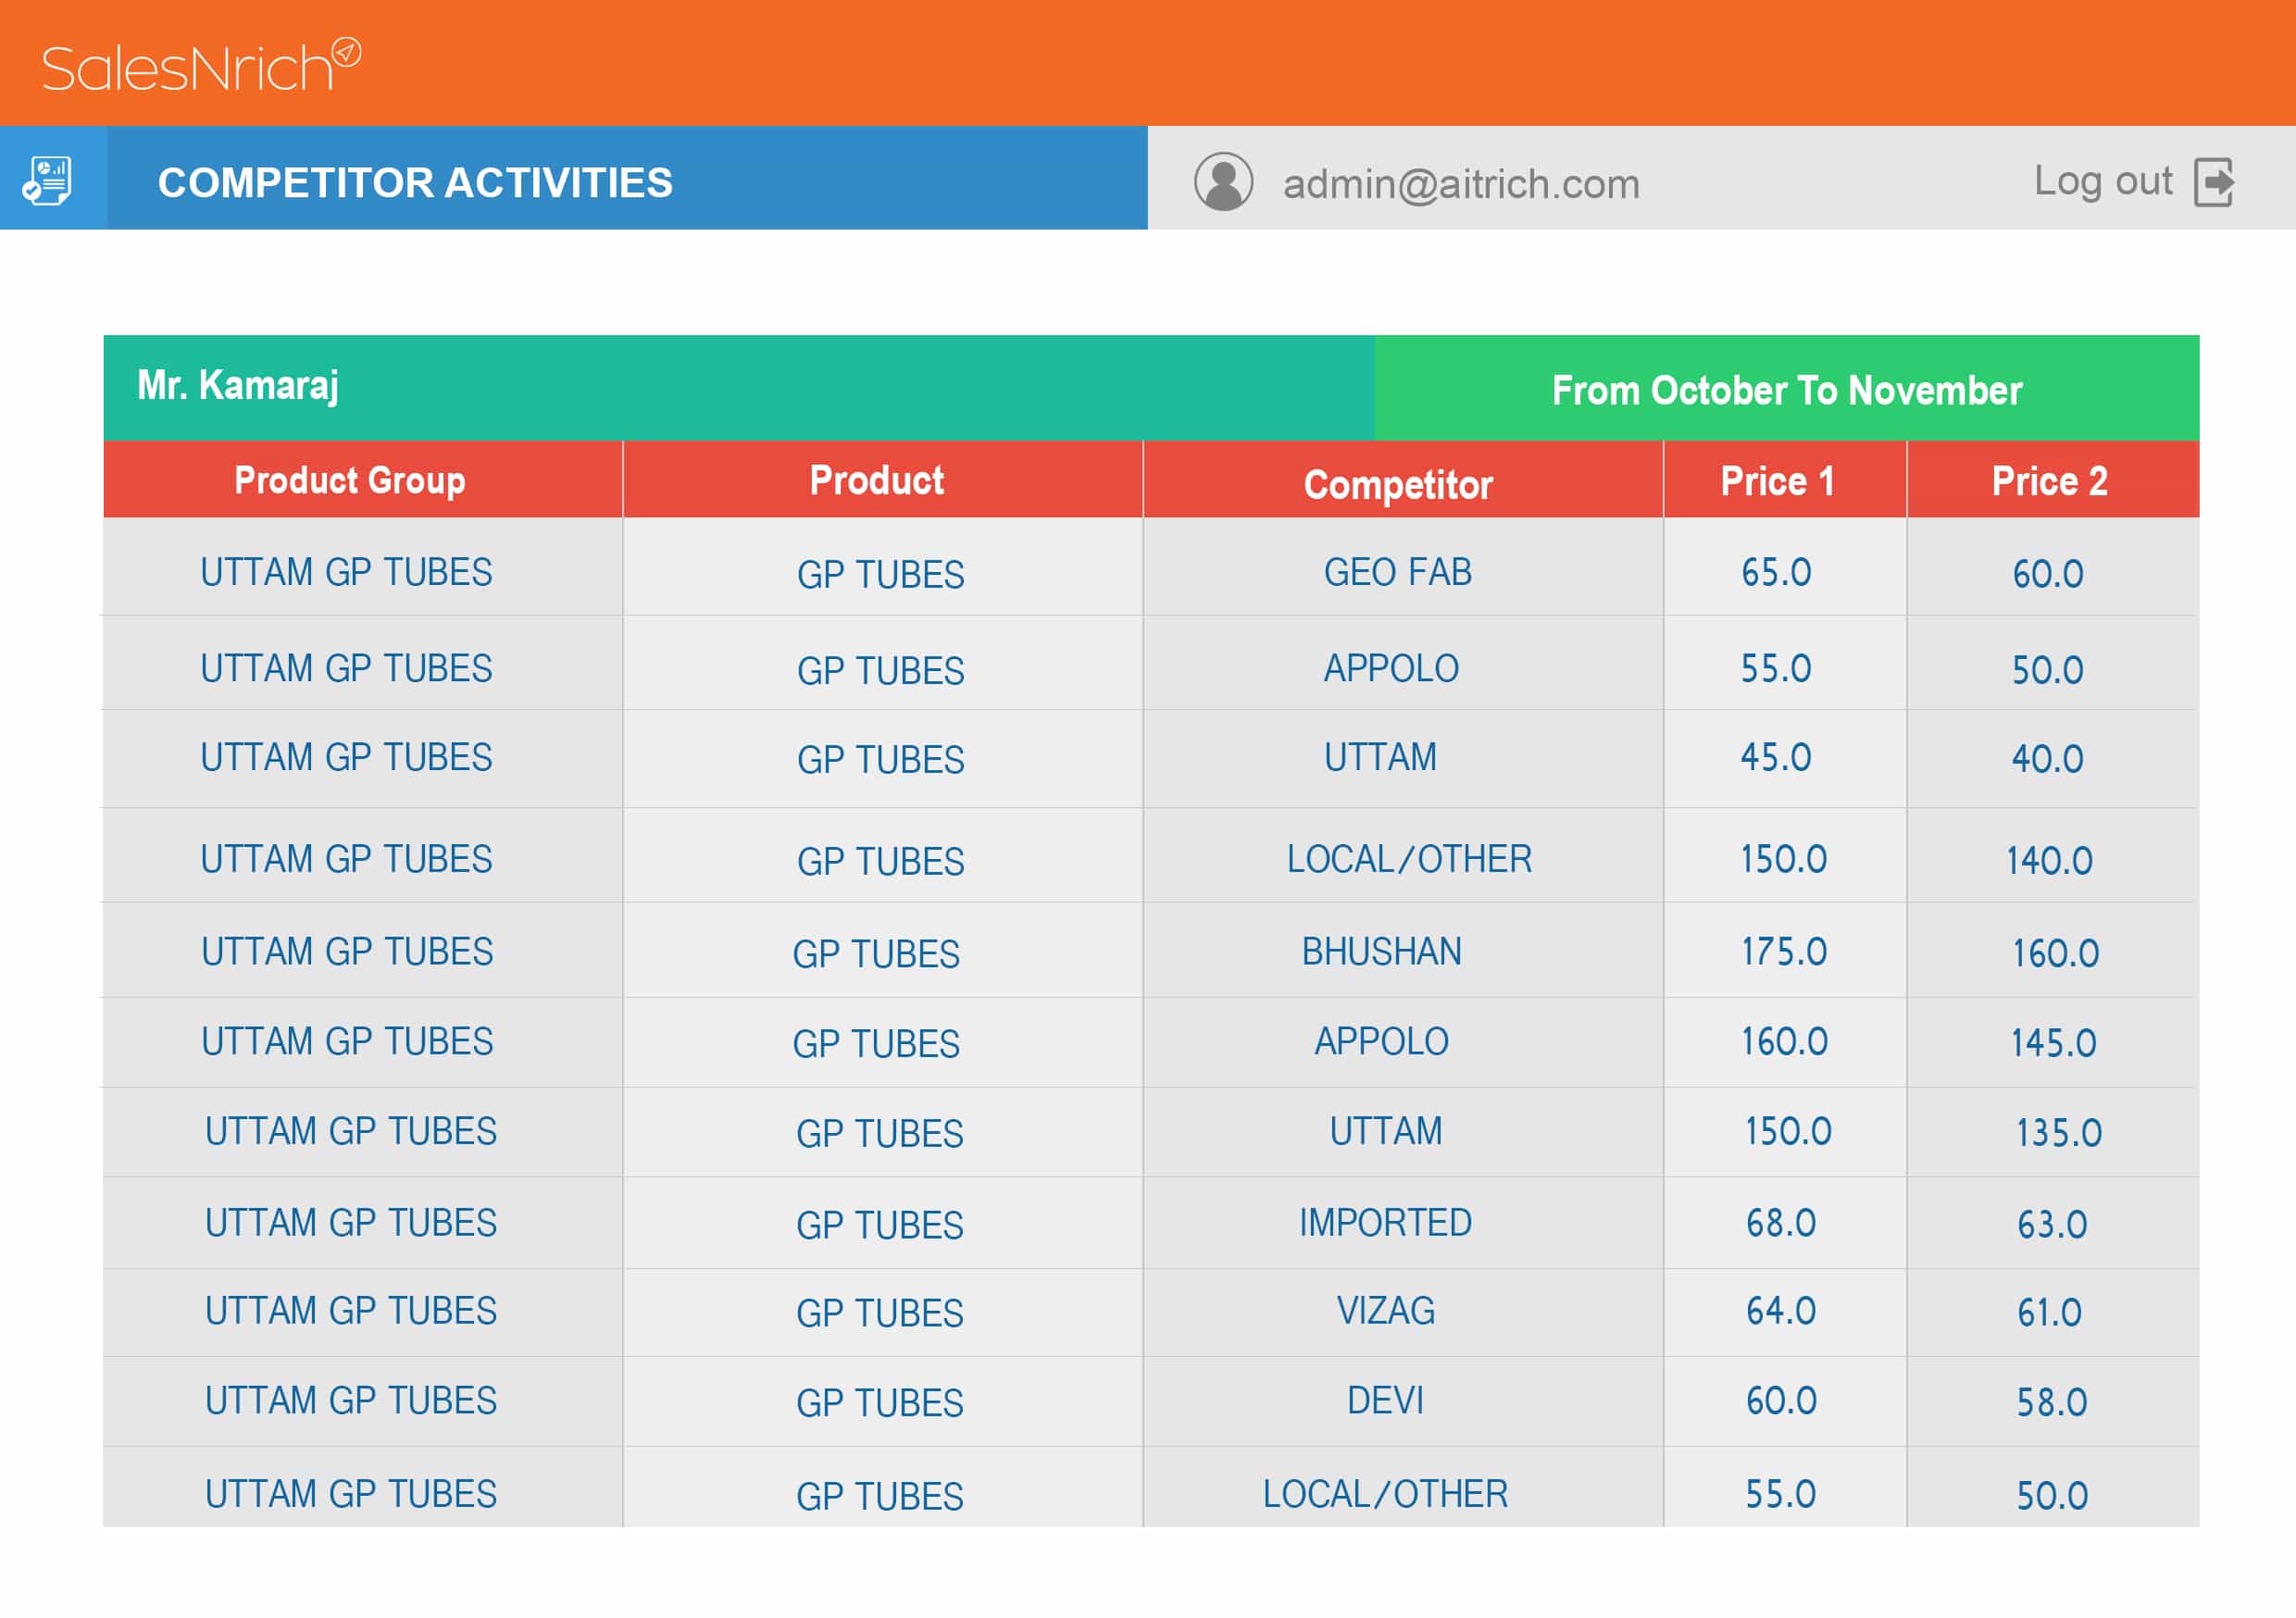 SalesNrich
COMPETITOR ACTIVITIES admin@aitrich.com Log out
Mr. Kamaraj From October To November
Product Group Product Competitor Price 1 Price 2
UTTAM GP TUBES GP TUBES GEO FAB 65.0 60.0
UTTAM GP TUBES GP TUBES APPOLO 55.0 50.0
UTTAM GP TUBES GP TUBES UTTAM 45.0 40.0
UTTAM GP TUBES GP TUBES LOCAL/OTHER 150.0 140.0
UTTAM GP TUBES GP TUBES BHUSHAN 175.0 160.0
UTTAM GP TUBES GP TUBES APPOLO 160.0 145.0
UTTAM GP TUBES GP TUBES UTTAM 150.0 135.0
UTTAM GP TUBES GP TUBES IMPORTED 68.0 63.0
UTTAM GP TUBES GP TUBES VIZAG 64.0 61.0
UTTAM GP TUBES GP TUBES DEVI 60.0 58.0
UTTAM GP TUBES GP TUBES LOCAL/OTHER 55.0 50.0